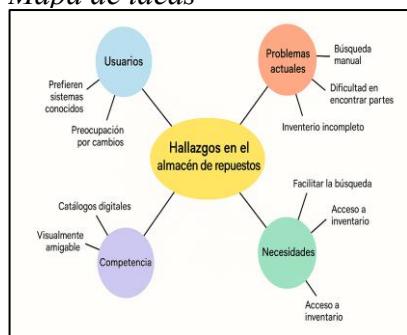 Mapa de ideas
Usuarios
Prefieren
sistemas
conocidos
Preocupación
por cambios
Problemas
actuales
Búsqueda
manual
Dificultad en
encontrar partes
Inventerio incompleto
Hallazgos en el
almacén de repuestos
Catálogos digitales
Visualmente
amigable
Competencia
Facilitar la búsqueda
Acceso a
inventario
Necesidades
Acceso a
inventario